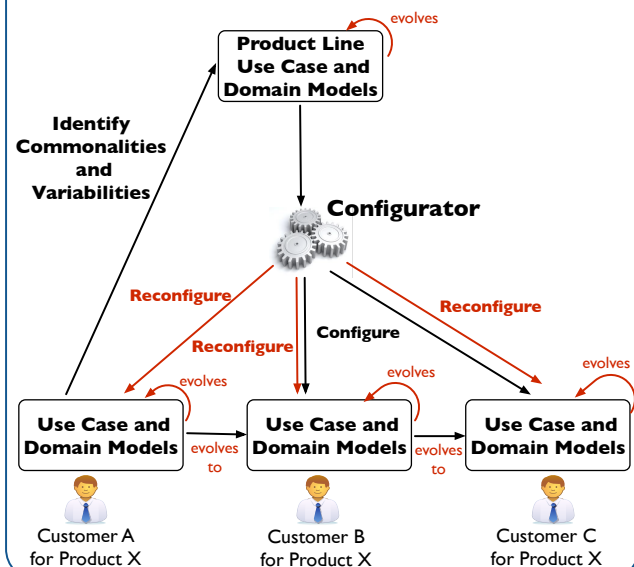 evolves
Product Line
Use Case and
Domain Models
Identify
Commonalities
and
Variabilities
Configurator
Reconfigure
Reconfigure
Configure
Reconfigure
evolves
evolves
evolves
Use Case and
Domain Models
evolves
to
Use Case and
Domain Models
evolves
to
Use Case and
Domain Models
Customer A
for Product X
Customer B
for Product X
Customer C
for Product X